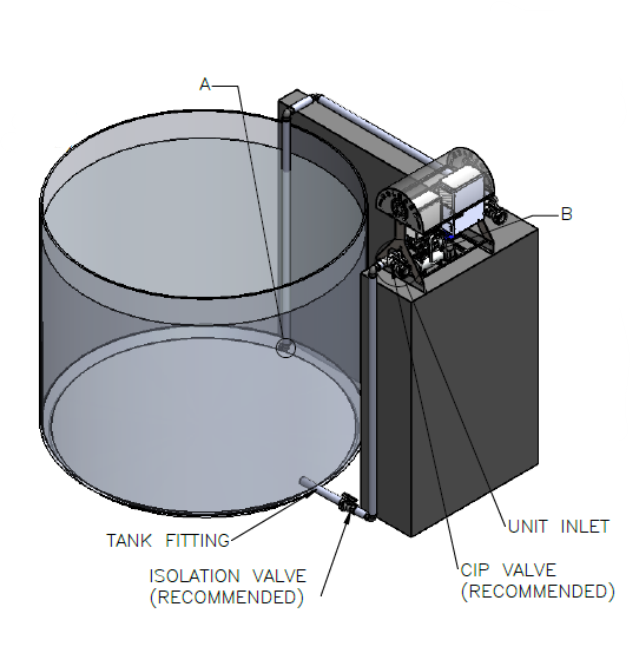 A
B
TANK FITTING
UNIT INLET
ISOLATION VALVE
(RECOMMENDED)
CIP VALVE
(RECOMMENDED)